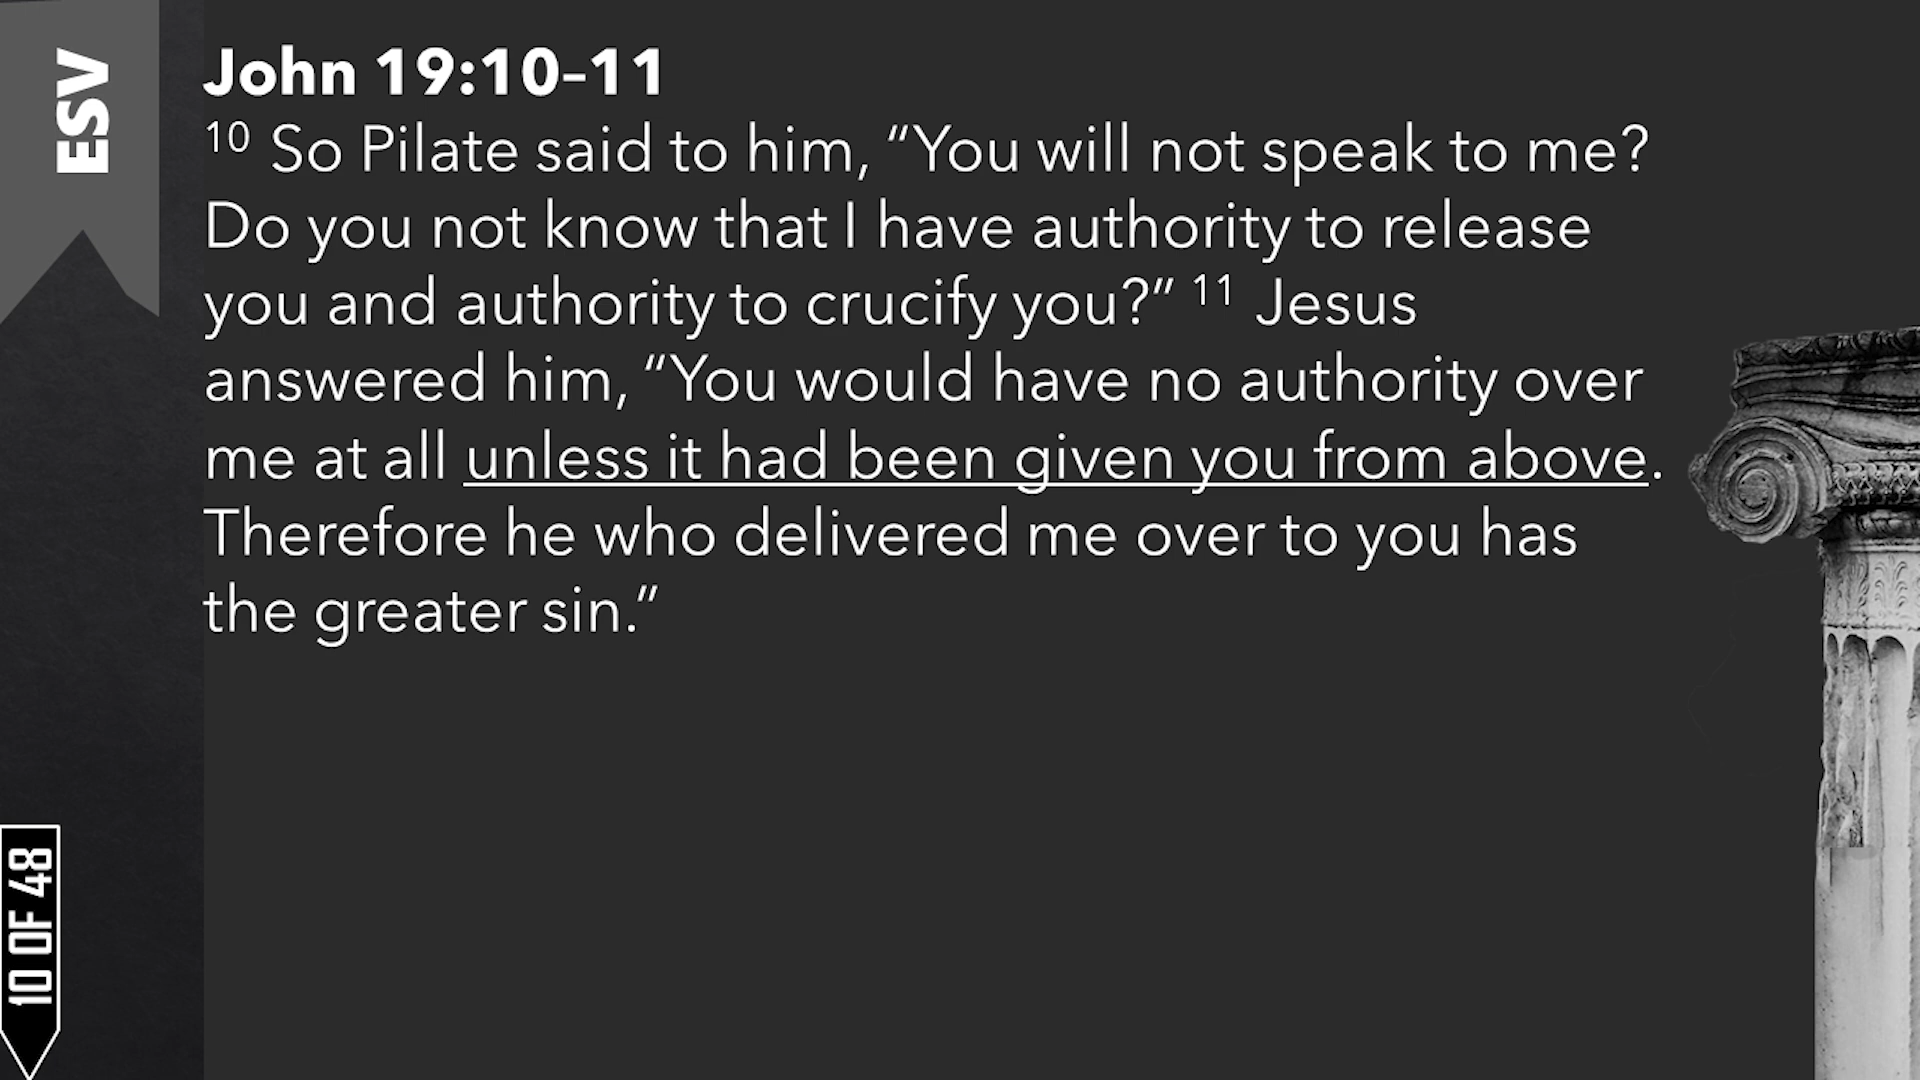 ESV
John 19:10–11
10 So Pilate said to him, “You will not speak to me?
Do you not know that I have authority to release
you and authority to crucify you?” 11 Jesus
answered him, “You would have no authority over
me at all unless it had been given you from above.
Therefore he who delivered me over to you has
the greater sin.”
10 OF 48